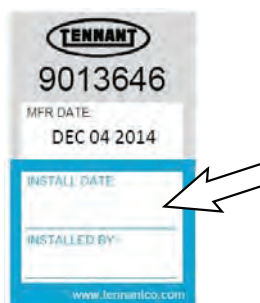 TENNANT
9013646
MFR DATE:
DEC 04 2014
INSTALL DATE:
INSTALLED BY:
www.tennantco.com